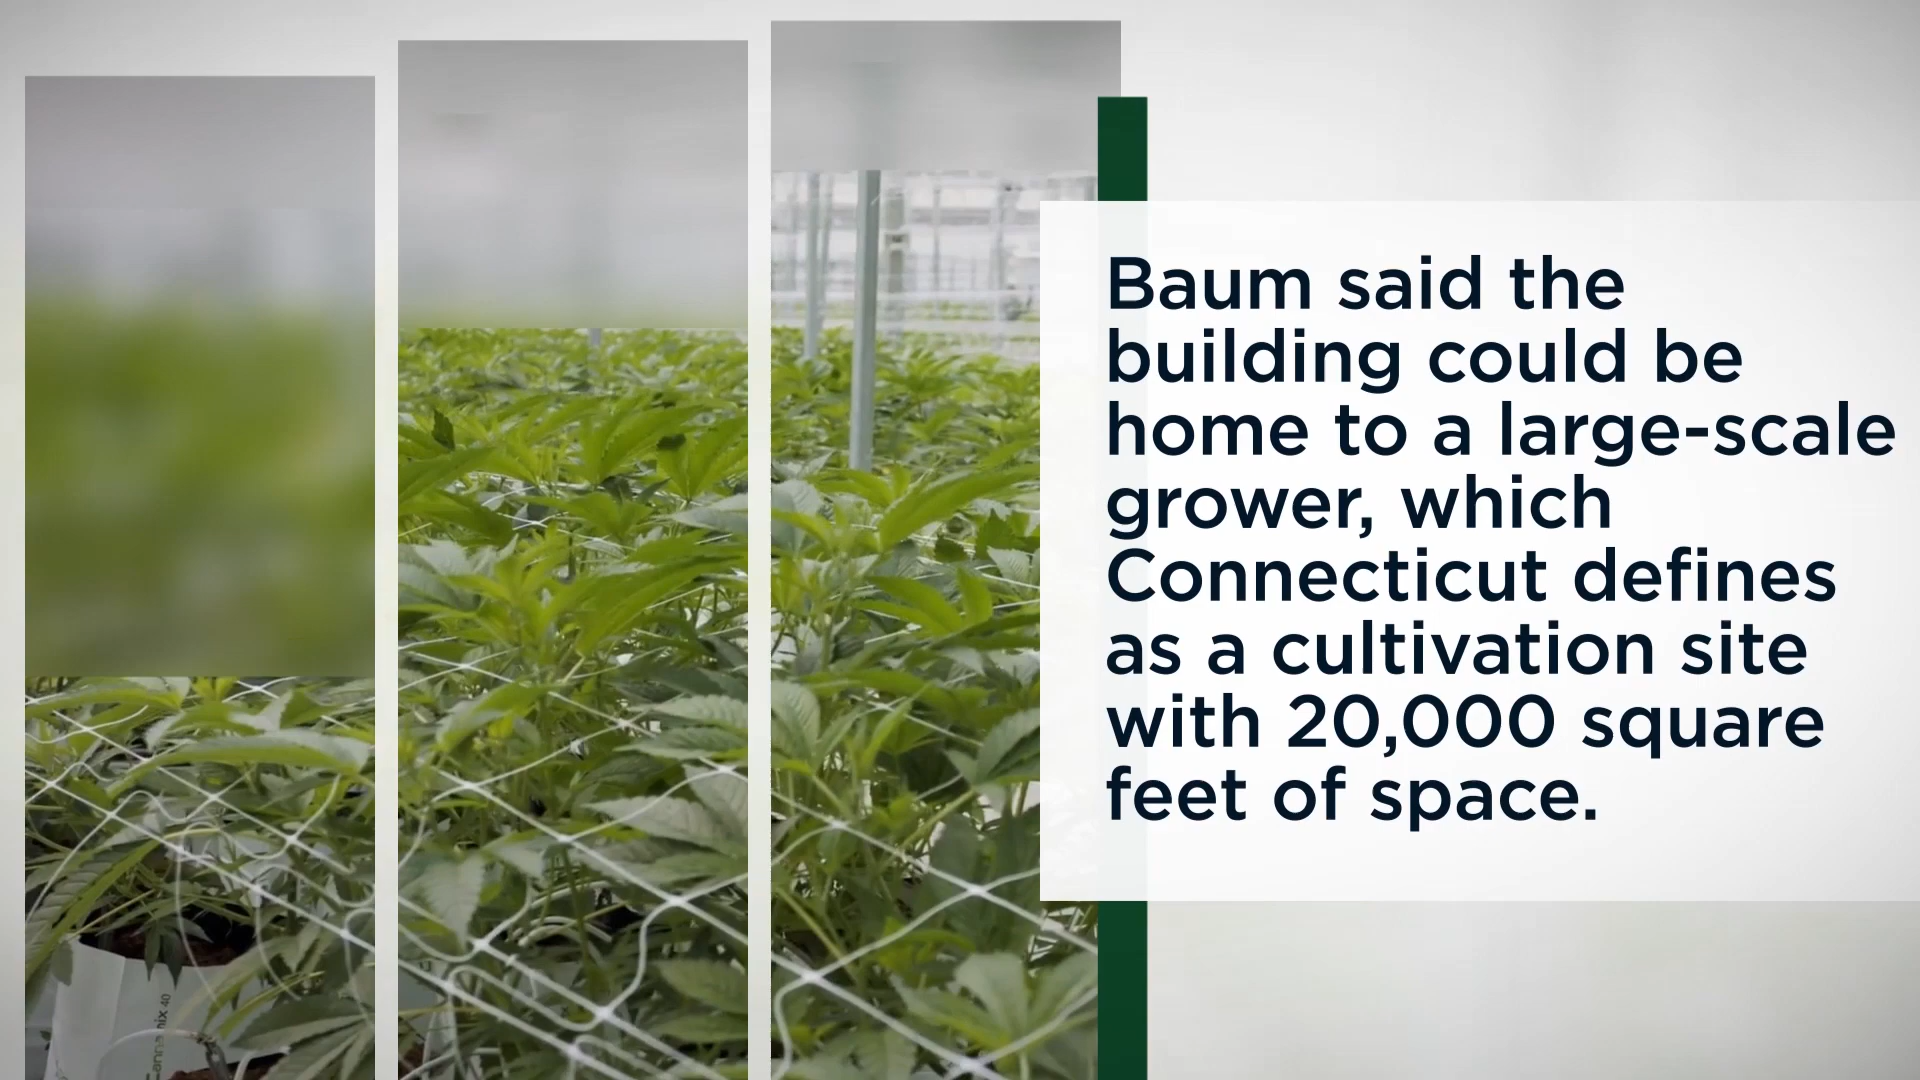 Baum said the
building could be
home to a large-scale
grower, which
Connecticut defines
as a cultivation site
with 20,000 square
feet of space.